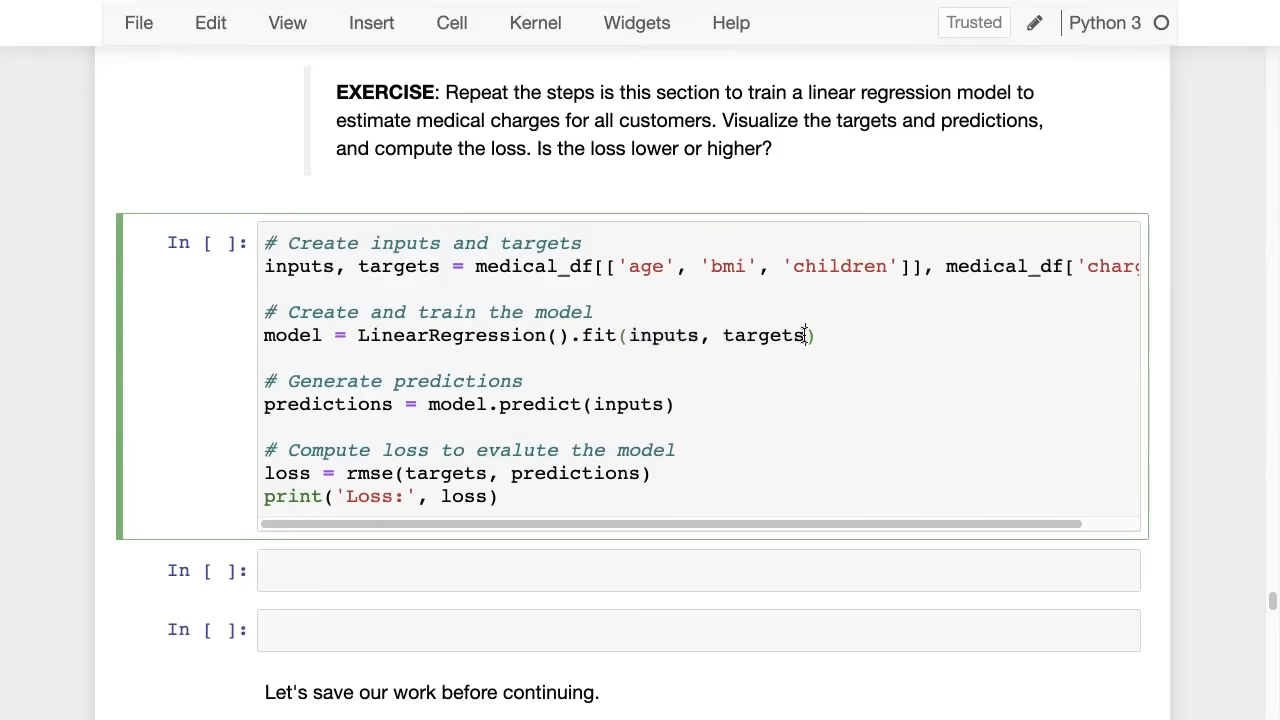 File Edit View Insert Cell Kernel Widgets Help Trusted Python 3
EXERCISE: Repeat the steps is this section to train a linear regression model to
estimate medical charges for all customers. Visualize the targets and predictions,
and compute the loss. Is the loss lower or higher?
In [ ]:
# Create inputs and targets
inputs, targets = medical_df[['age', 'bmi', 'children']], medical_df['charg
# Create and train the model
model = LinearRegression().fit(inputs, targets)
# Generate predictions
predictions = model.predict(inputs)
# Compute loss to evalute the model
loss = rmse(targets, predictions)
print('Loss:', loss)
In [ ]:
In [ ]:
Let's save our work before continuing.